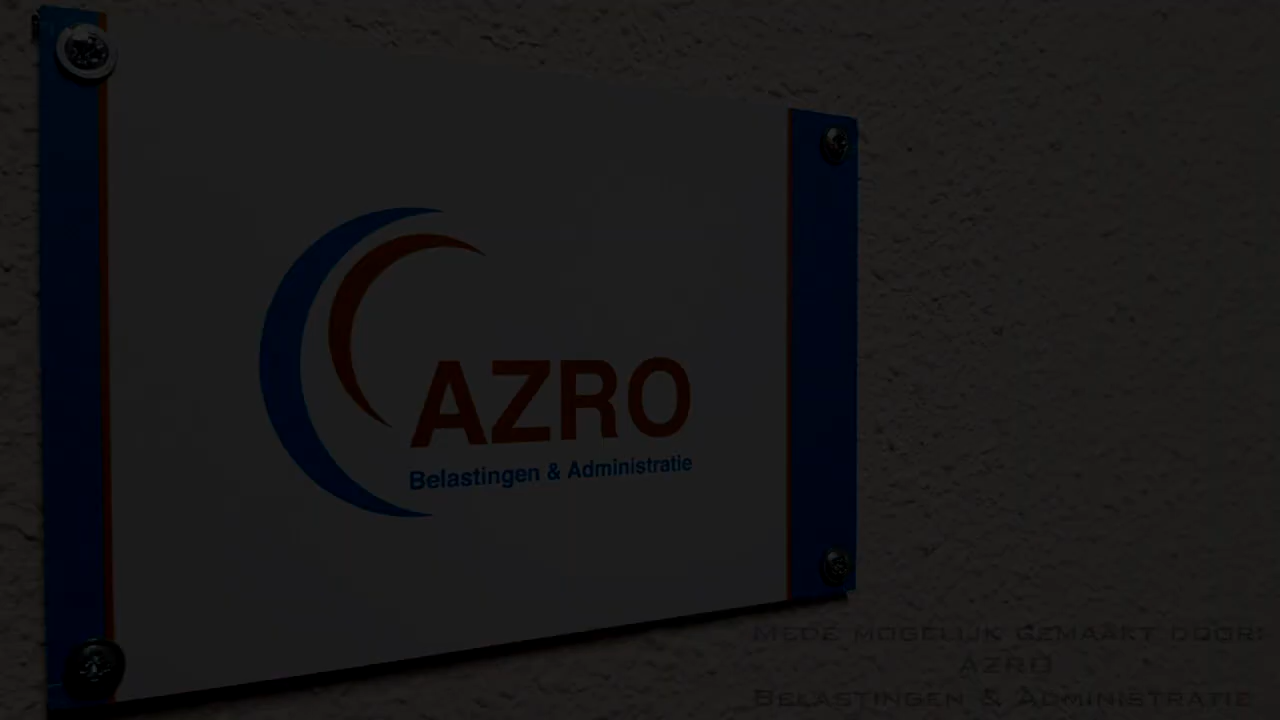 AZRO
Belastingen & Administratie
MEDE MOGELIJK GEMAAKT DOOR:
AZRO
BELASTINGEN & ADMINISTRATIE